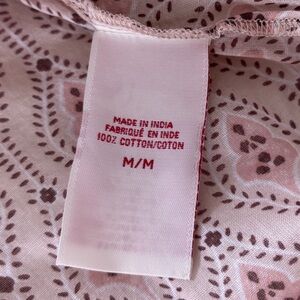 MADE IN INDIA
FABRIQUÉ EN INDE
100% COTTON/COTON
M/M